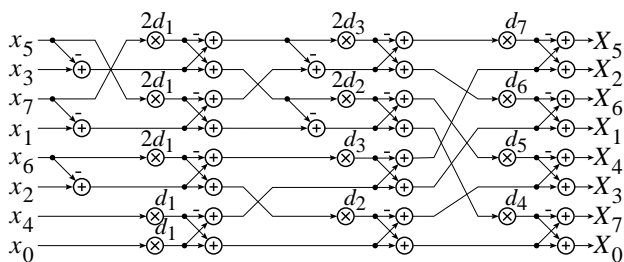 x₅ 2d₁ 2d₃ d₇ X₅
x₃ X₂
x₇ 2d₁ 2d₂ d₆ X₆
x₁ X₁
x₆ 2d₁ d₃ d₅ X₄
x₂ X₃
x₄ d₁ d₂ d₄ X₇
x₀ d₁ X₀